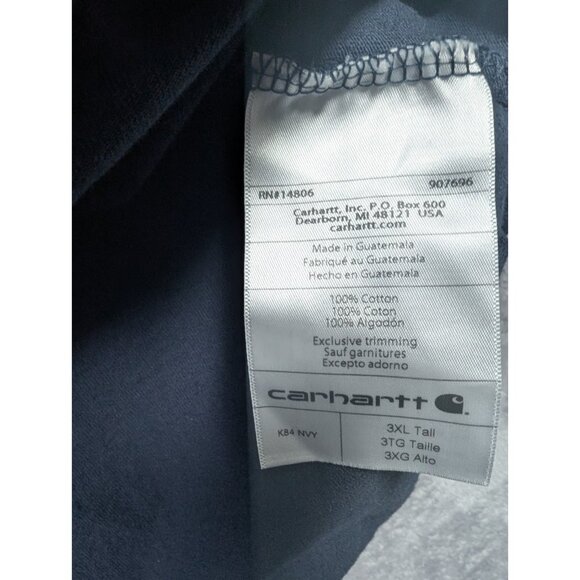 RN#14806 907696
Carhartt, Inc. P.O. Box 600
Dearborn, MI 48121 USA
carhartt.com
Made in Guatemala
Fabriqué au Guatemala
Hecho en Guatemala
100% Cotton
100% Coton
100% Algodón
Exclusive trimming
Sauf garnitures
Excepto adorno
carhartt
K84 NVY
3XL Tall
3TG Taille
3XG Alto